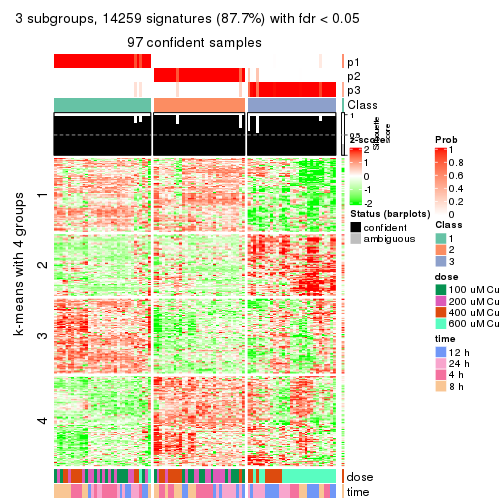 3 subgroups, 14259 signatures (87.7%) with fdr < 0.05
97 confident samples
p1
p2
p3
Class
1
0.5
Silhouette
score
k-means with 4 groups
1
2
3
4
dose
time
z-score
2
1
0
-1
-2
Status (barplots)
confident
ambiguous
Prob
1
0.8
0.6
0.4
0.2
0
Class
1
2
3
dose
100 uM Cu
200 uM Cu
400 uM Cu
600 uM Cu
time
12 h
24 h
4 h
8 h